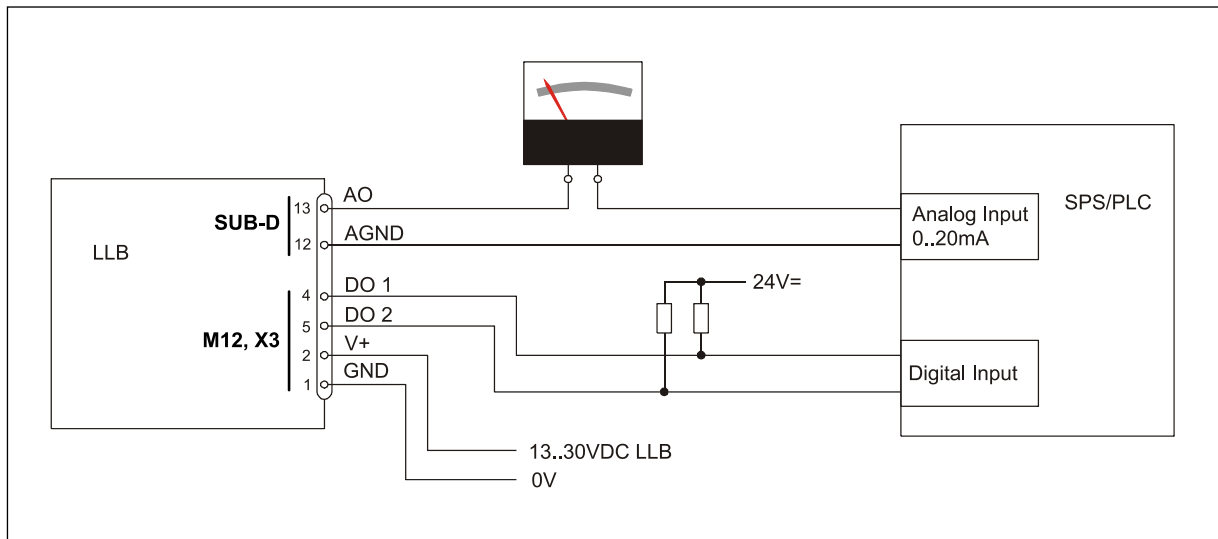 LLB
SUB-D
13
AO
12
AGND
M12, X3
4
DO 1
5
DO 2
2
V+
1
GND
24V=
13..30VDC LLB
0V
SPS/PLC
Analog Input
0..20mA
Digital Input